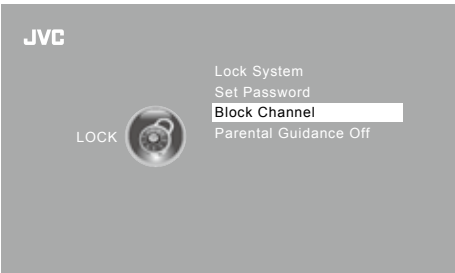 JVC
Lock System
Set Password
Block Channel
LOCK
Parental Guidance Off